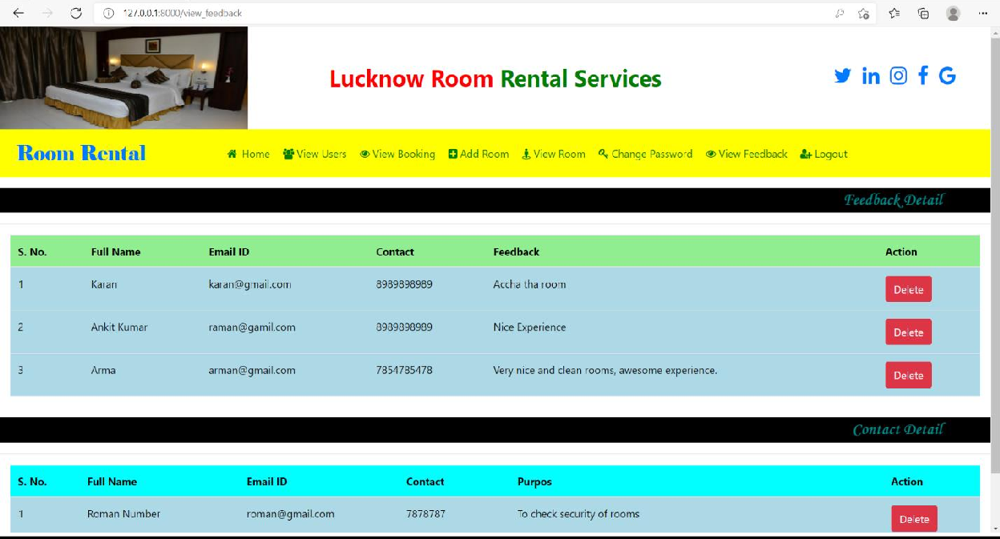 127.0.0.1:8000/view_feedback
Lucknow Room Rental Services
Room Rental Home View Users View Booking Add Room View Room Change Password View Feedback Logout
Feedback Detail
S. No. Full Name Email ID Contact Feedback Action
1 Karan karan@gmail.com 8989898989 Accha tha room Delete
2 Ankit Kumar raman@gamil.com 8989898989 Nice Experience Delete
3 Arma arman@gmail.com 7854785478 Very nice and clean rooms, awesome experience. Delete
Contact Detail
S. No. Full Name Email ID Contact Purpos Action
1 Roman Number roman@gmail.com 7878787 To check security of rooms Delete